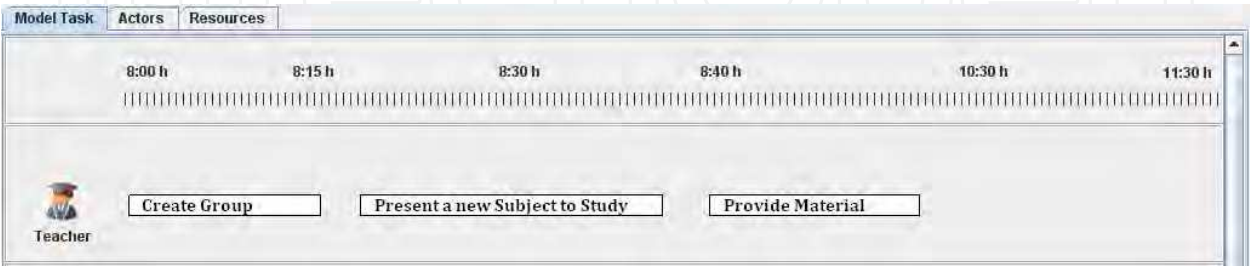 Model Task Actors Resources
8:00 h 8:15 h 8:30 h 8:40 h 10:30 h 11:30 h
Create Group Present a new Subject to Study Provide Material
Teacher